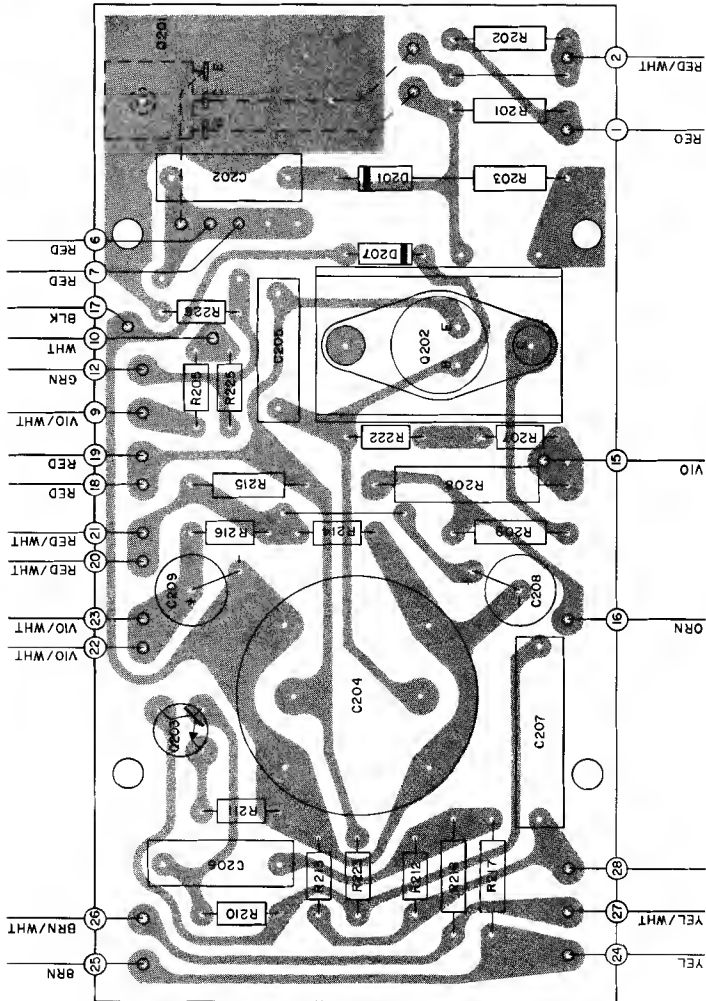 Q201
R202
2 RED/WHT
E
R201
1 RED
C202
D201
R203
6 RED
D207
7 RED
17 BLK
R228
C205
E
Q202
B
10 WHT
12 GRN
R225
9 VIO/WHT
R222
R207
19 RED
15 VIO
18 RED
R215
R208
21 RED/WHT
R216
R214
R209
20 RED/WHT
C209
+
C208
23 VIO/WHT
16 ORN
22 VIO/WHT
C204
Q203
C207
R211
C206
R223
R212
R218
R217
28
26 BRN/WHT
R210
27 YEL/WHT
25 BRN
24 YEL